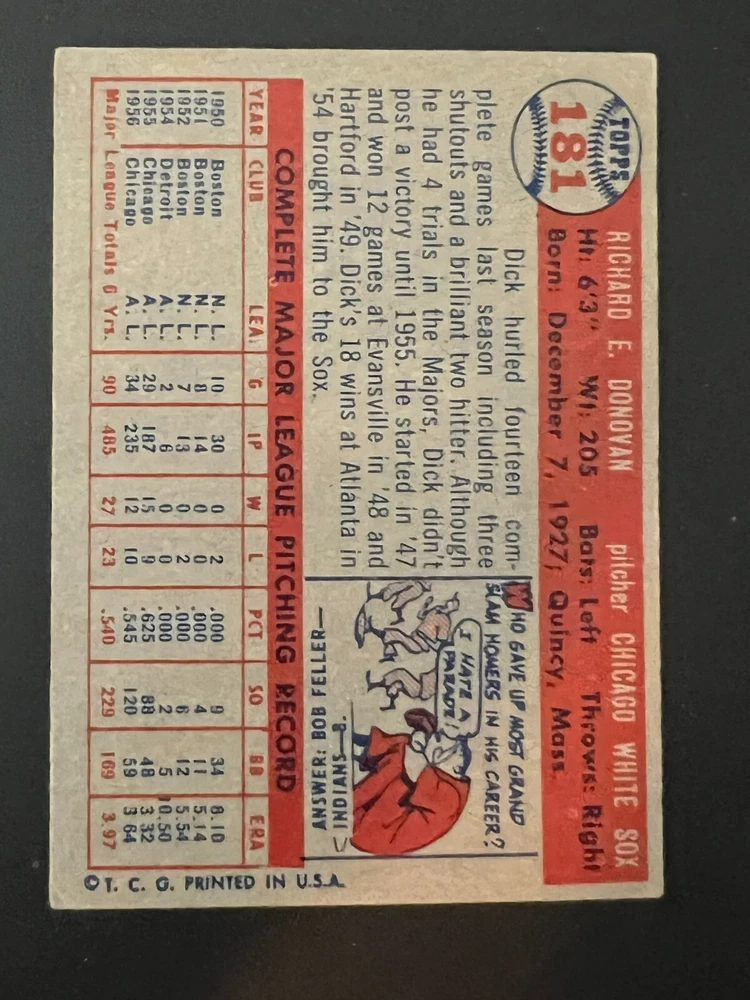 TOPPS
181
RICHARD E. DONOVAN pitcher CHICAGO WHITE SOX
Ht: 6'3" Wt: 205 Bats: Left Throws: Right
Born: December 7, 1927; Quincy, Mass.
Dick hurled fourteen com-
plete games last season including three
shutouts and a brilliant two hitter. Although
he had 4 trials in the Majors, Dick didn't
post a victory until 1955. He started in '47
and won 12 games at Evansville in '48 and
Hartford in '49. Dick's 18 wins at Atlanta in
'54 brought him to the Sox.
WHO GAVE UP MOST GRAND
SLAM HOMERS IN HIS CAREER?
I HATE A
PARADE!
ANSWER: BOB FELLER—
INDIANS—8.
COMPLETE MAJOR LEAGUE PITCHING RECORD
YEAR CLUB LEA. G IP W L PCT. SO BB ERA
1950 Boston N. L. 10 30 0 2 .000 9 34 8.10
1951 Boston N. L. 8 14 0 0 .000 4 11 5.14
1952 Boston N. L. 7 13 0 2 .000 6 12 5.54
1954 Detroit A. L. 2 6 0 0 .000 2 5 10.50
1955 Chicago A. L. 29 187 15 9 .625 88 48 3.32
1956 Chicago A. L. 34 235 12 10 .545 120 59 3.64
Major League Totals 6 Yrs. 90 485 27 23 .540 229 169 3.97
© T. C. G. PRINTED IN U.S.A.